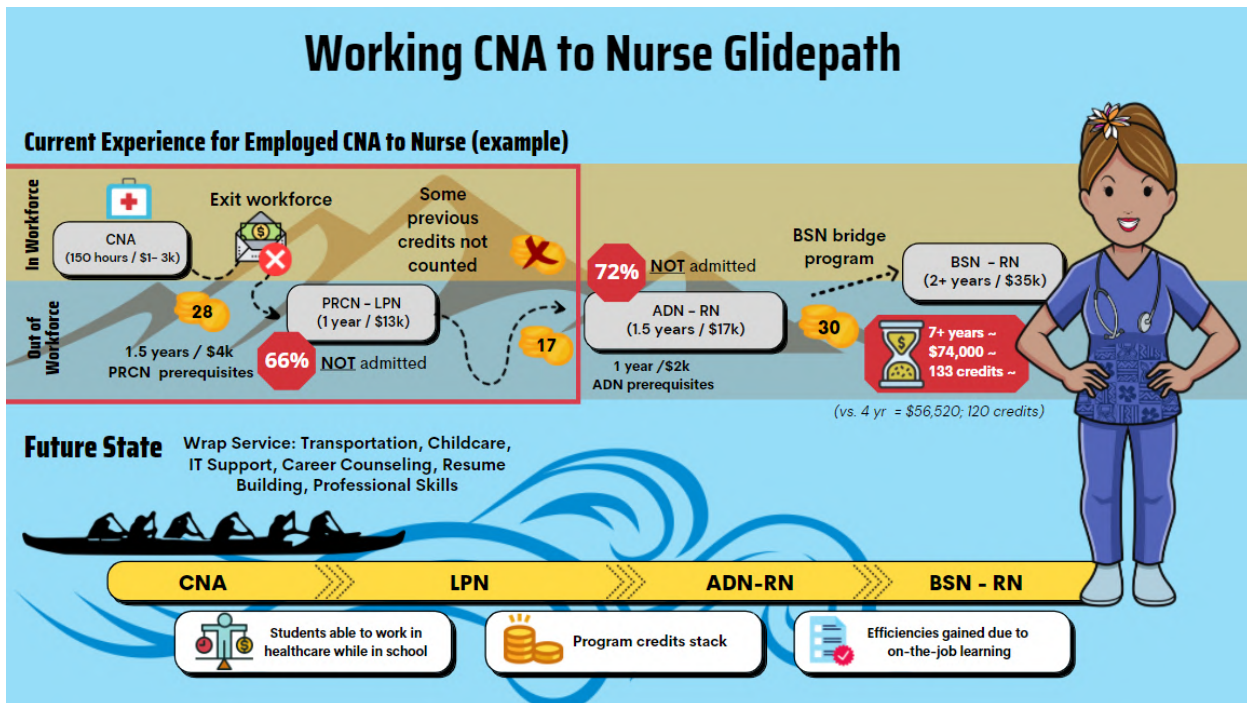 Working CNA to Nurse Glidepath
Current Experience for Employed CNA to Nurse (example)
In Workforce
CNA
(150 hours / $1- 3k)
Exit workforce
Some
previous
credits not
counted
72% NOT admitted
BSN bridge
program
BSN - RN
(2+ years / $35k)
Out of
Workforce
28
1.5 years / $4k
PRCN prerequisites
PRCN - LPN
(1 year / $13k)
66% NOT admitted
17
ADN - RN
(1.5 years / $17k)
1 year /$2k
ADN prerequisites
30
7+ years ~
$74,000 ~
133 credits ~
(vs. 4 yr = $56,520; 120 credits)
Future State
Wrap Service: Transportation, Childcare,
IT Support, Career Counseling, Resume
Building, Professional Skills
CNA
LPN
ADN-RN
BSN - RN
Students able to work in
healthcare while in school
Program credits stack
Efficiencies gained due to
on-the-job learning